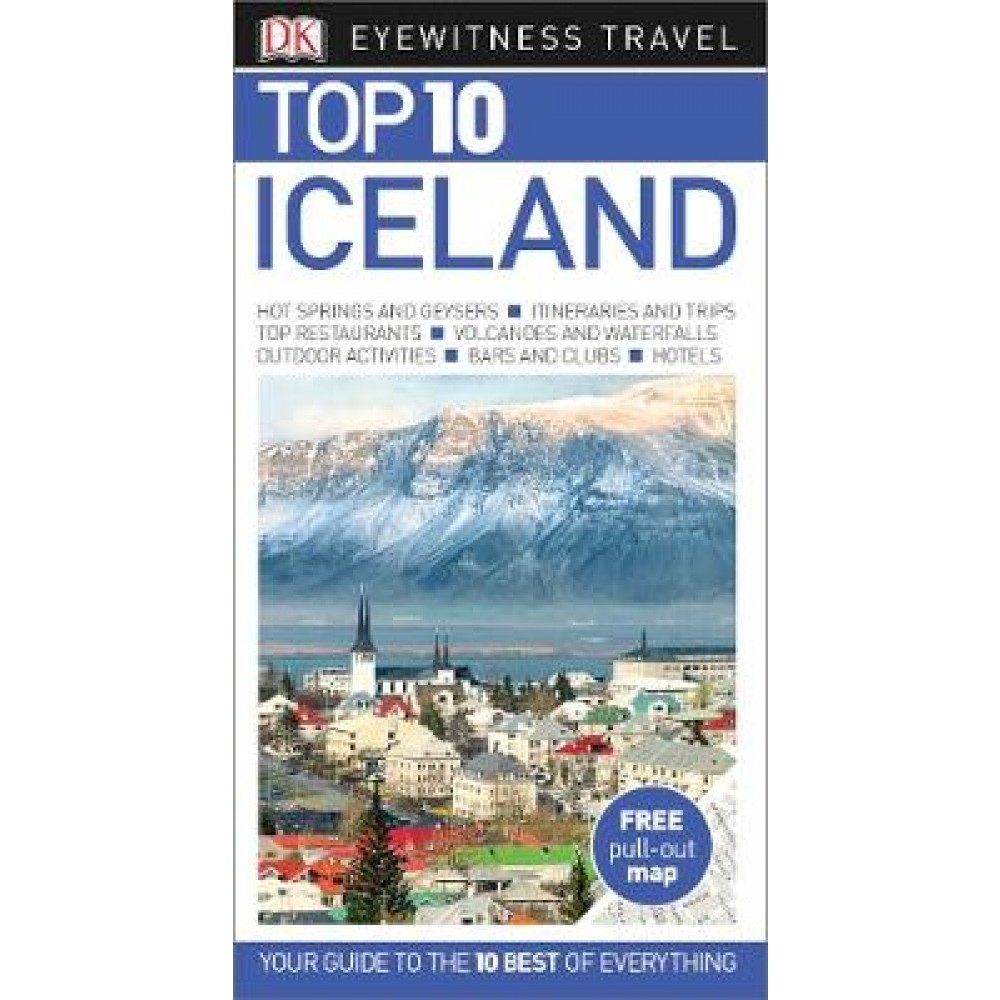 DK EYEWITNESS TRAVEL
TOP 10
ICELAND
HOT SPRINGS AND GEYSERS ■ ITINERARIES AND TRIPS
TOP RESTAURANTS ■ VOLCANOES AND WATERFALLS
OUTDOOR ACTIVITIES ■ BARS AND CLUBS ■ HOTELS
FREE
pull-out
map
YOUR GUIDE TO THE 10 BEST OF EVERYTHING